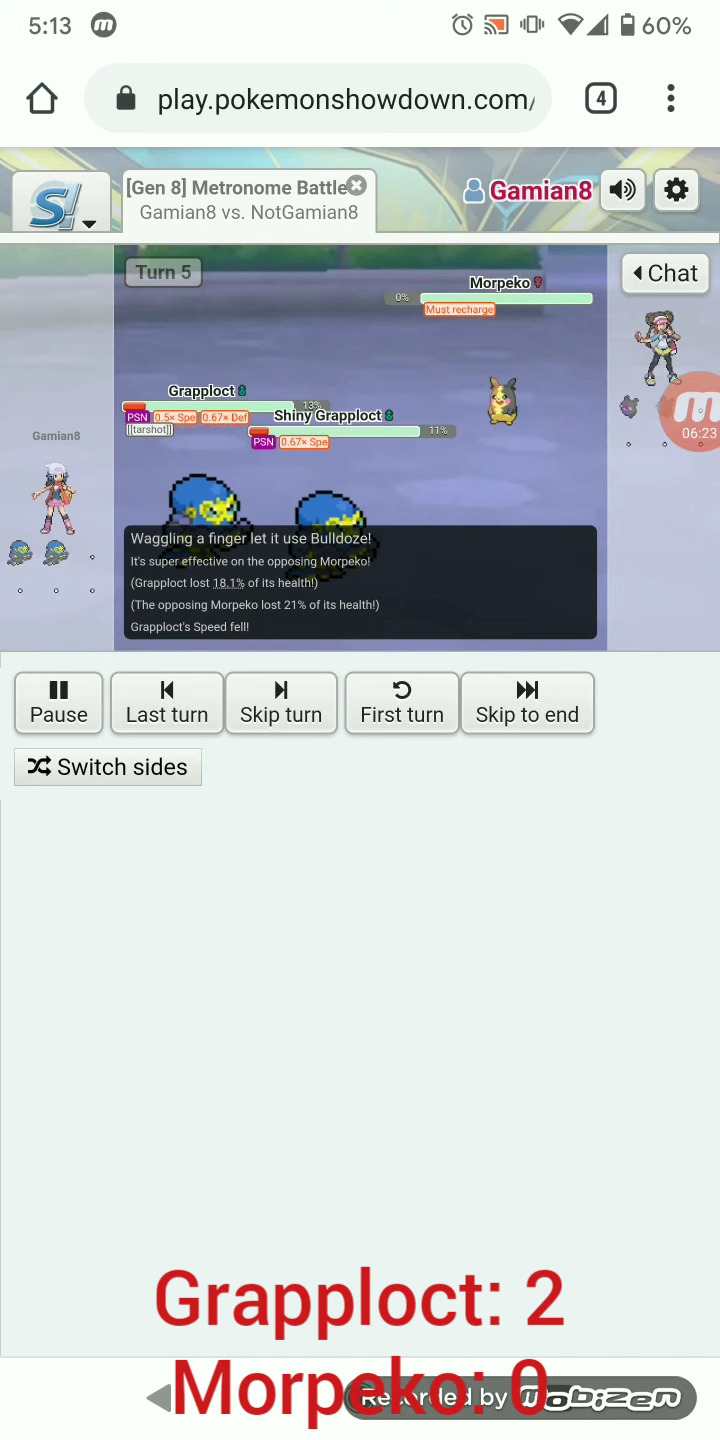 5:13
60%
play.pokemonshowdown.com/
4
[Gen 8] Metronome Battle
Gamian8 vs. NotGamian8
Gamian8
Turn 5
Chat
Morpeko
0%
Must recharge
Grapploct
13%
PSN 0.5× Spe 0.67× Def
[[tarshot]]
Shiny Grapploct
11%
PSN 0.67× Spe
Gamian8
06:23
Waggling a finger let it use Bulldoze!
It's super effective on the opposing Morpeko!
(Grapploct lost 18.1% of its health!)
(The opposing Morpeko lost 21% of its health!)
Grapploct's Speed fell!
Pause
Last turn
Skip turn
First turn
Skip to end
Switch sides
Grapploct: 2
Morpeko: 0
Recorded by mobizen